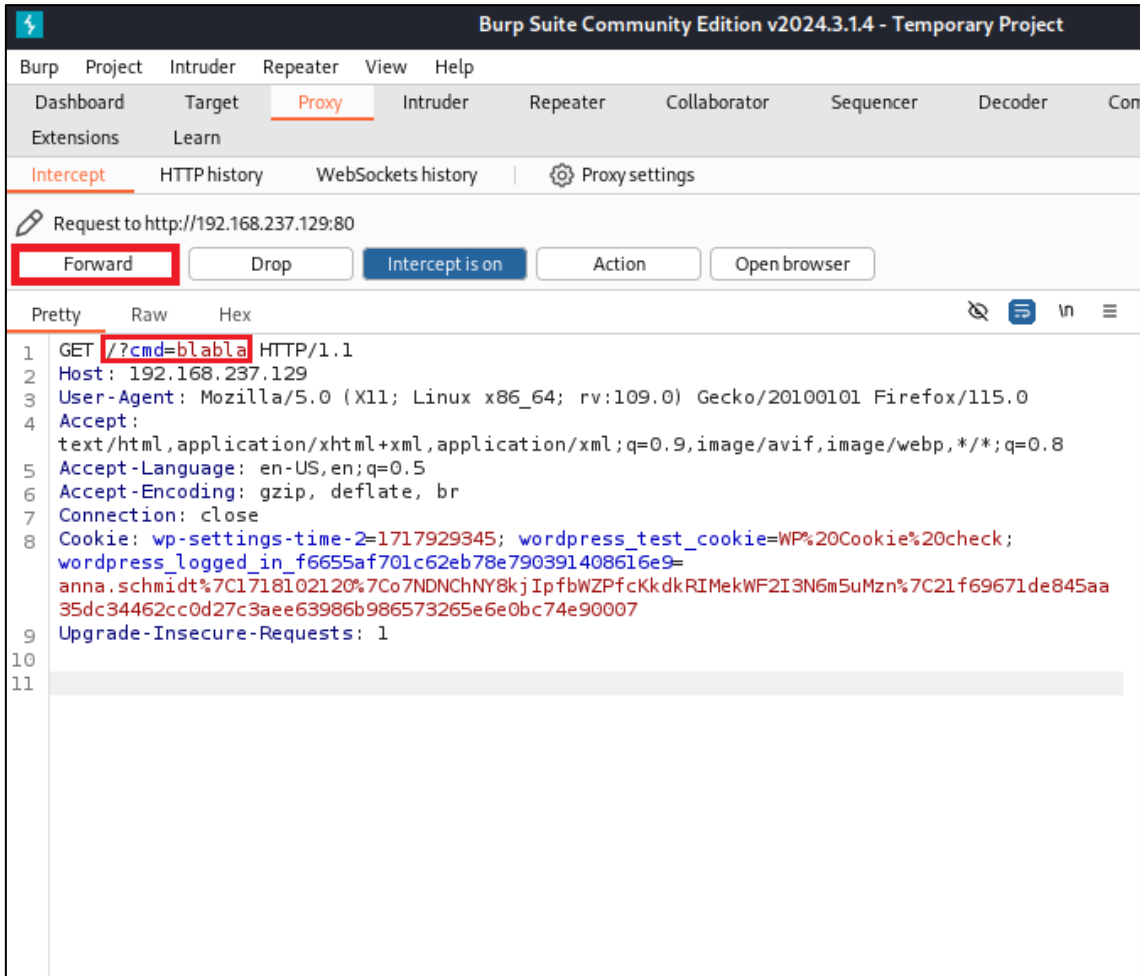 Burp Suite Community Edition v2024.3.1.4 - Temporary Project
Burp Project Intruder Repeater View Help
Dashboard Target Proxy Intruder Repeater Collaborator Sequencer Decoder Com
Extensions Learn
Intercept HTTP history WebSockets history Proxy settings
Request to http://192.168.237.129:80
Forward Drop Intercept is on Action Open browser
Pretty Raw Hex \n
1 GET /?cmd=blabla HTTP/1.1
2 Host: 192.168.237.129
3 User-Agent: Mozilla/5.0 (X11; Linux x86_64; rv:109.0) Gecko/20100101 Firefox/115.0
4 Accept:
text/html,application/xhtml+xml,application/xml;q=0.9,image/avif,image/webp,*/*;q=0.8
5 Accept-Language: en-US,en;q=0.5
6 Accept-Encoding: gzip, deflate, br
7 Connection: close
8 Cookie: wp-settings-time-2=1717929345; wordpress_test_cookie=WP%20Cookie%20check;
wordpress_logged_in_f6655af701c62eb78e790391408616e9=
anna.schmidt%7C1718102120%7Co7NDNChNY8kjIpfbWZPfcKkdkRIMekWF2I3N6m5uMzn%7C21f69671de845aa
35dc34462cc0d27c3aee63986b986573265e6e0bc74e90007
9 Upgrade-Insecure-Requests: 1
10
11